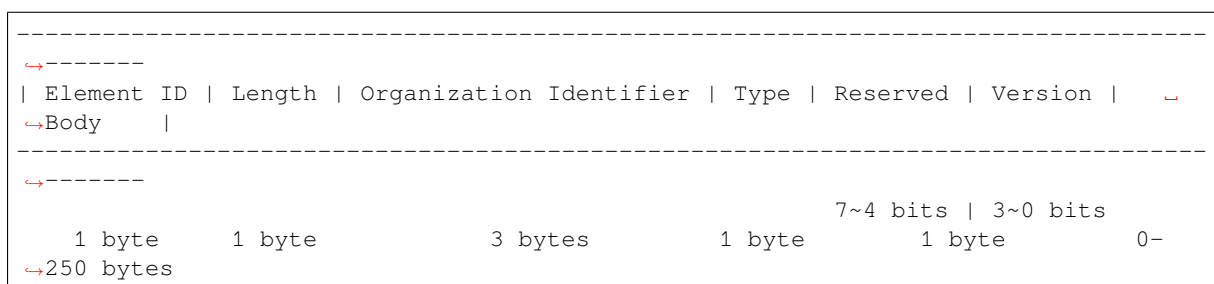 ------------------------------------------------------------------------------------
↪-------
| Element ID | Length | Organization Identifier | Type | Reserved | Version |   ␣
↪Body    |
------------------------------------------------------------------------------------
↪-------
                                                          7~4 bits | 3~0 bits
    1 byte     1 byte            3 bytes         1 byte        1 byte         0-
↪250 bytes